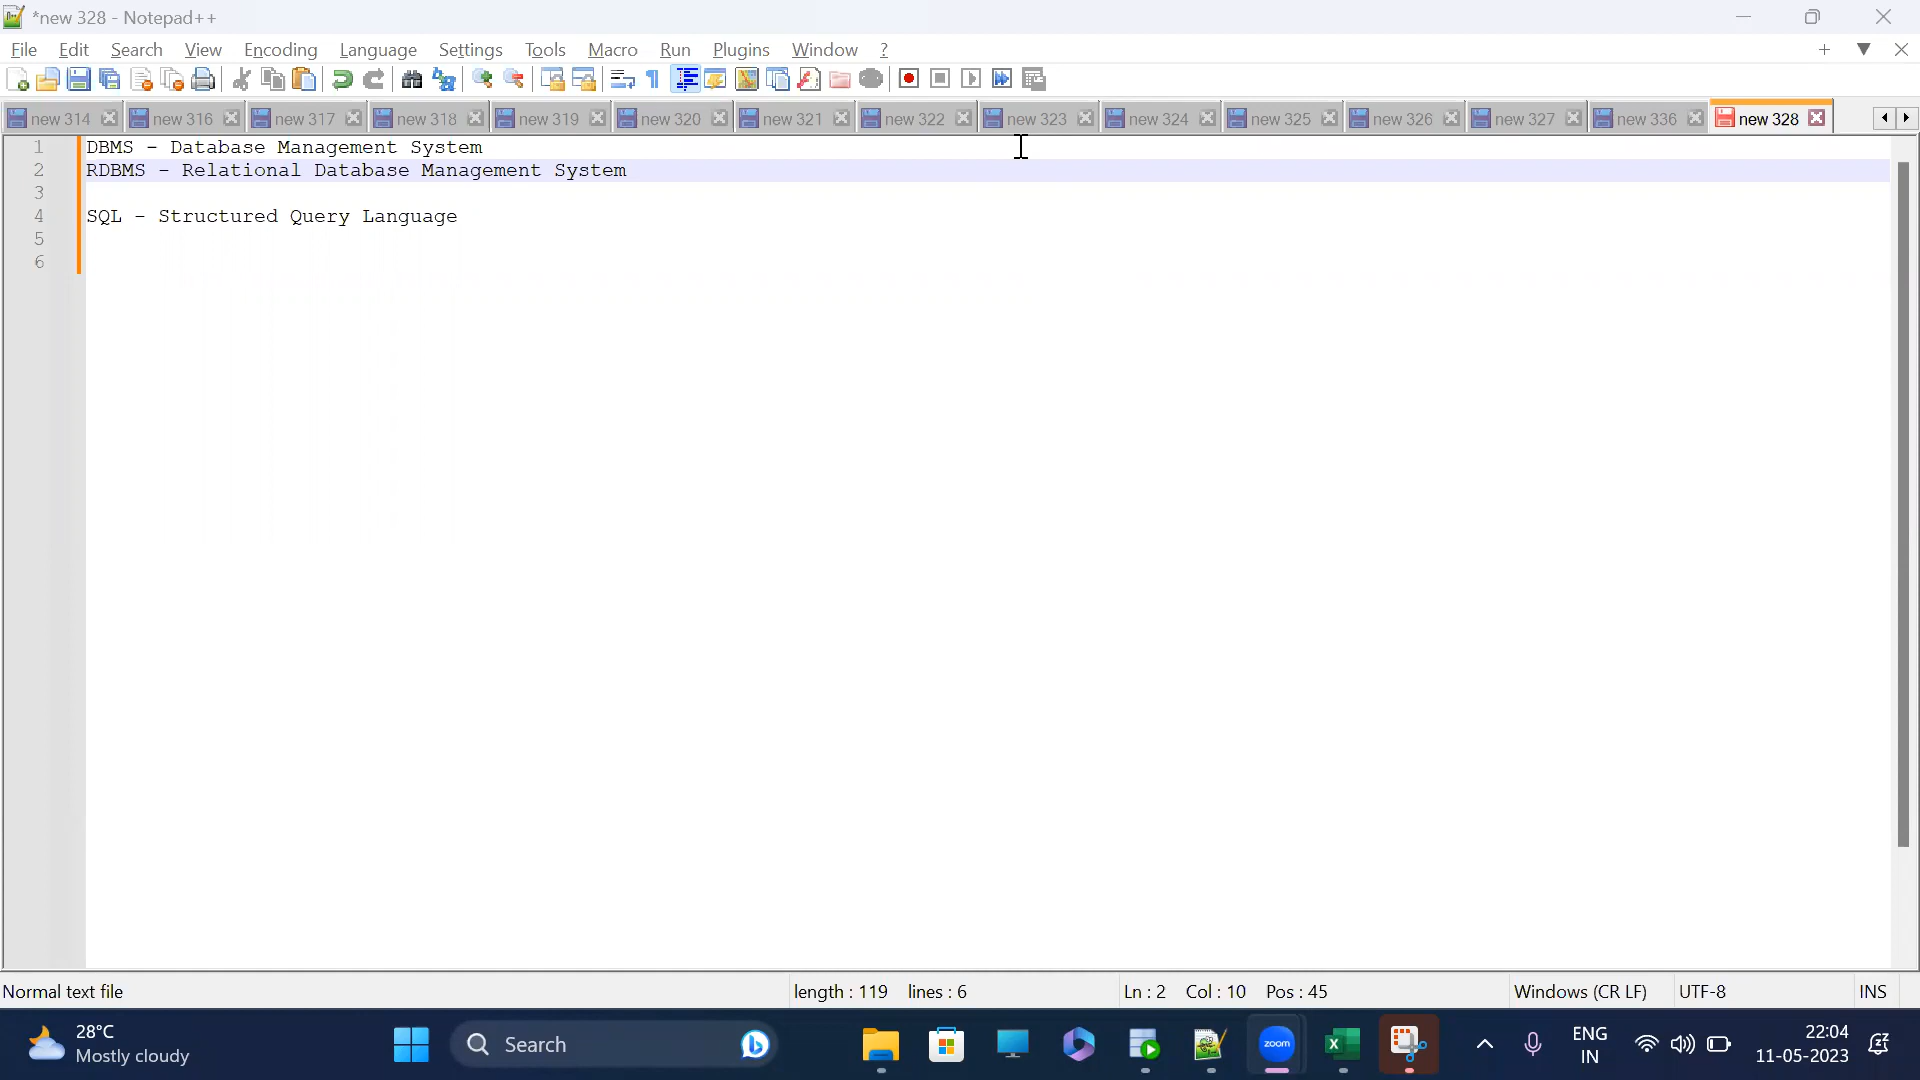 *new 328 - Notepad++
File Edit Search View Encoding Language Settings Tools Macro Run Plugins Window ?
new 314 new 316 new 317 new 318 new 319 new 320 new 321 new 322 new 323 new 324 new 325 new 326 new 327 new 336 new 328
1 DBMS - Database Management System
2 RDBMS - Relational Database Management System
3
4 SQL - Structured Query Language
5
6
Normal text file length : 119 lines : 6 Ln : 2 Col : 10 Pos : 45 Windows (CR LF) UTF-8 INS
28°C
Mostly cloudy
Search
zoom
ENG
IN
22:04
11-05-2023